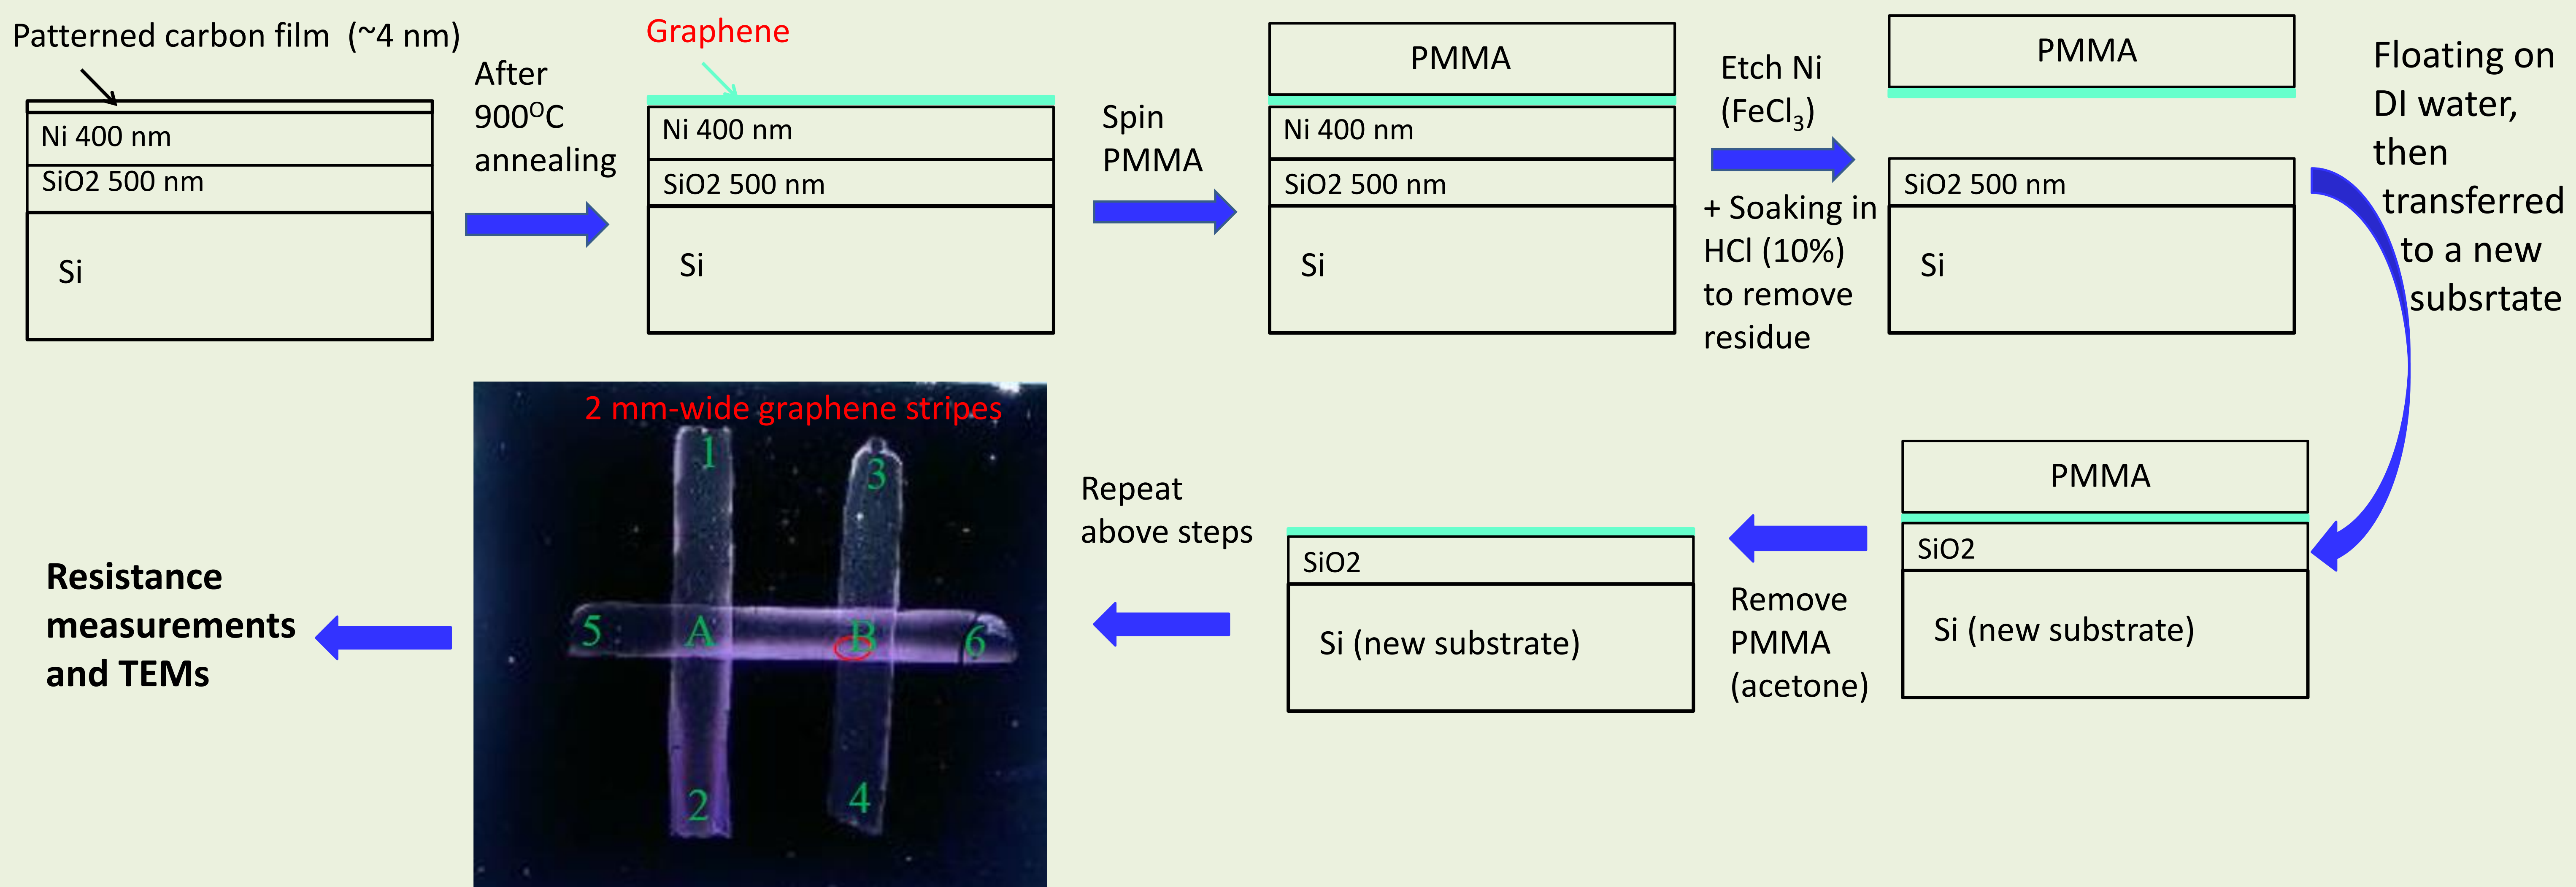 Patterned carbon film  (~4 nm)
Ni 400 nm
SiO2 500 nm
Si
After
900ᴼC
annealing
Graphene
Ni 400 nm
SiO2 500 nm
Si
Spin
PMMA
PMMA
Ni 400 nm
SiO2 500 nm
Si
Etch Ni
(FeCl₃)
+ Soaking in
HCl (10%)
to remove
residue
PMMA
SiO2 500 nm
Si
Floating on
DI water,
then
transferred
to a new
subsrtate
PMMA
SiO2
Si (new substrate)
Remove
PMMA
(acetone)
SiO2
Si (new substrate)
Repeat
above steps
2 mm-wide graphene stripes
1
3
5
A
B
6
2
4
Resistance
measurements
and TEMs